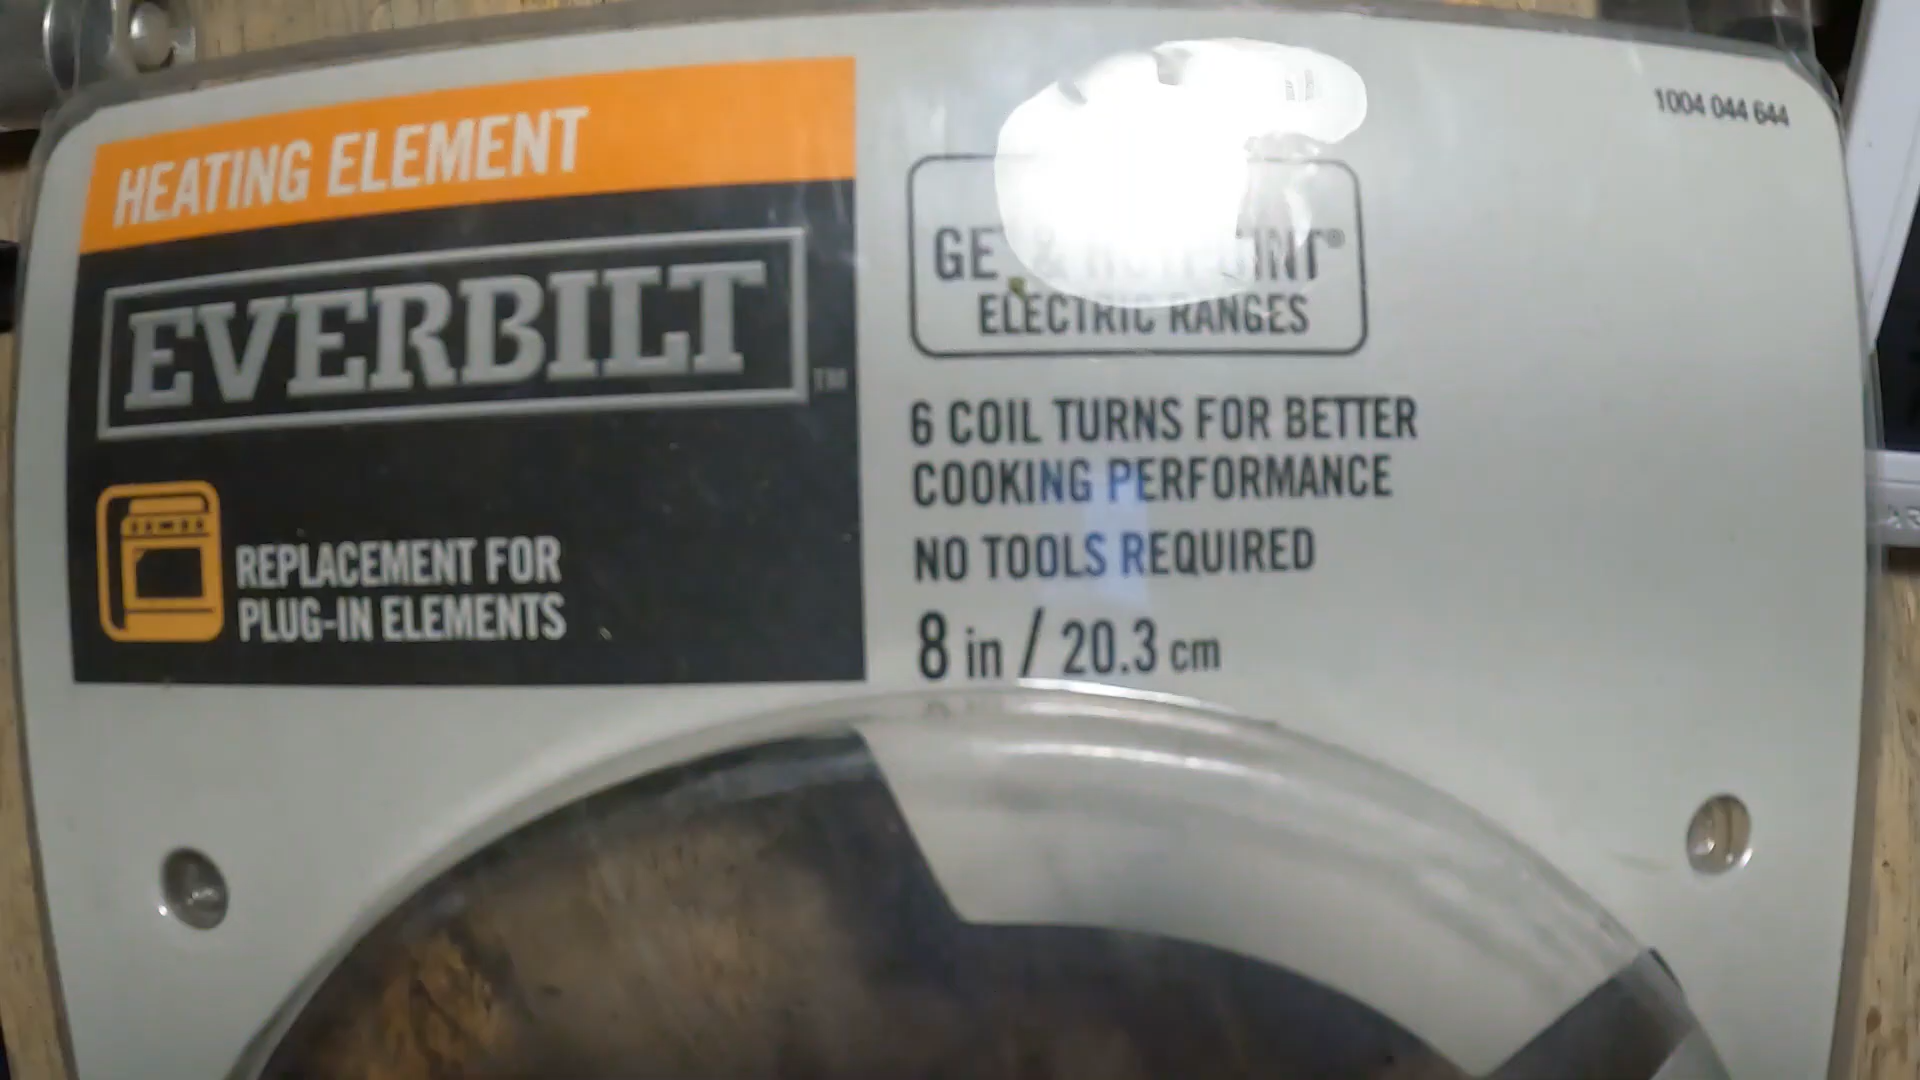 HEATING ELEMENT
EVERBILT™
REPLACEMENT FOR
PLUG-IN ELEMENTS
1004 044 644
GE & 
ELECTRIC RANGES
6 COIL TURNS FOR BETTER
COOKING PERFORMANCE
NO TOOLS REQUIRED
8 in / 20.3 cm